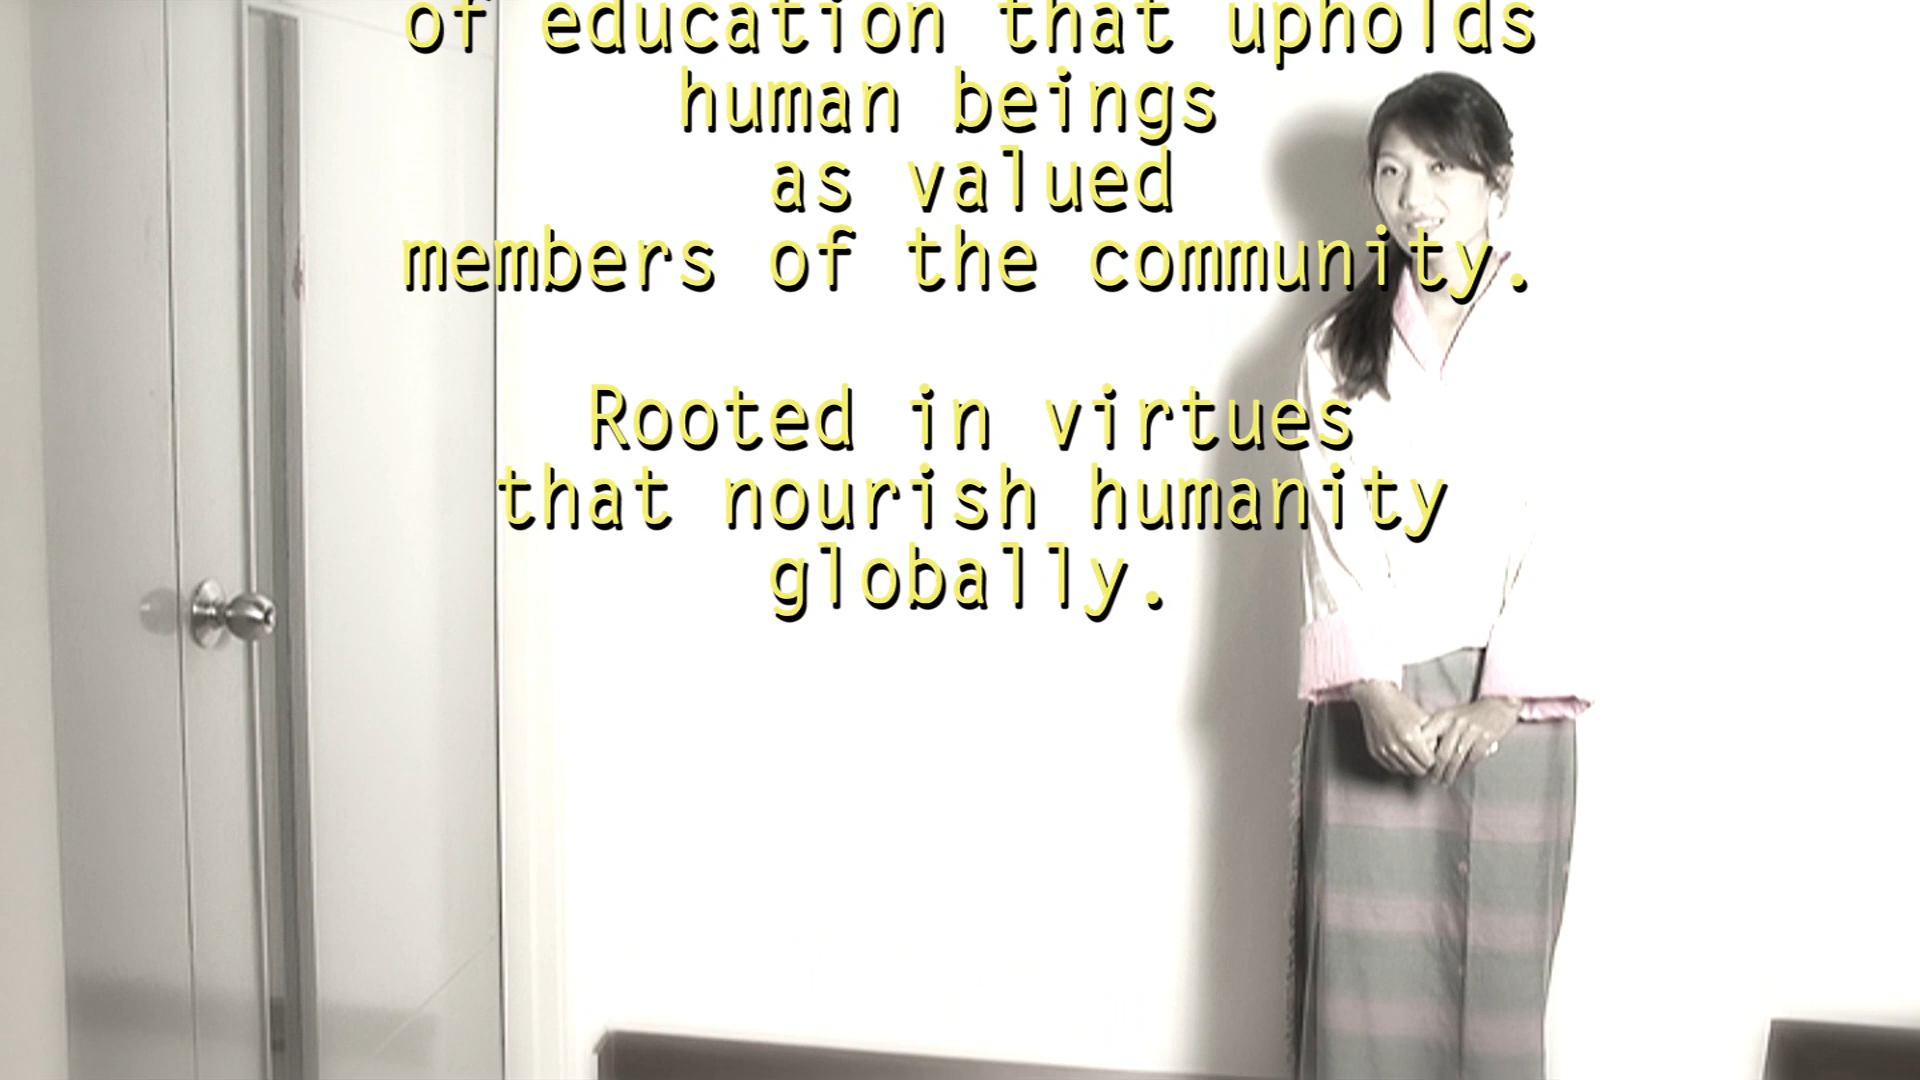 of education that upholds
human beings
as valued
members of the community.
Rooted in virtues
that nourish humanity
globally.